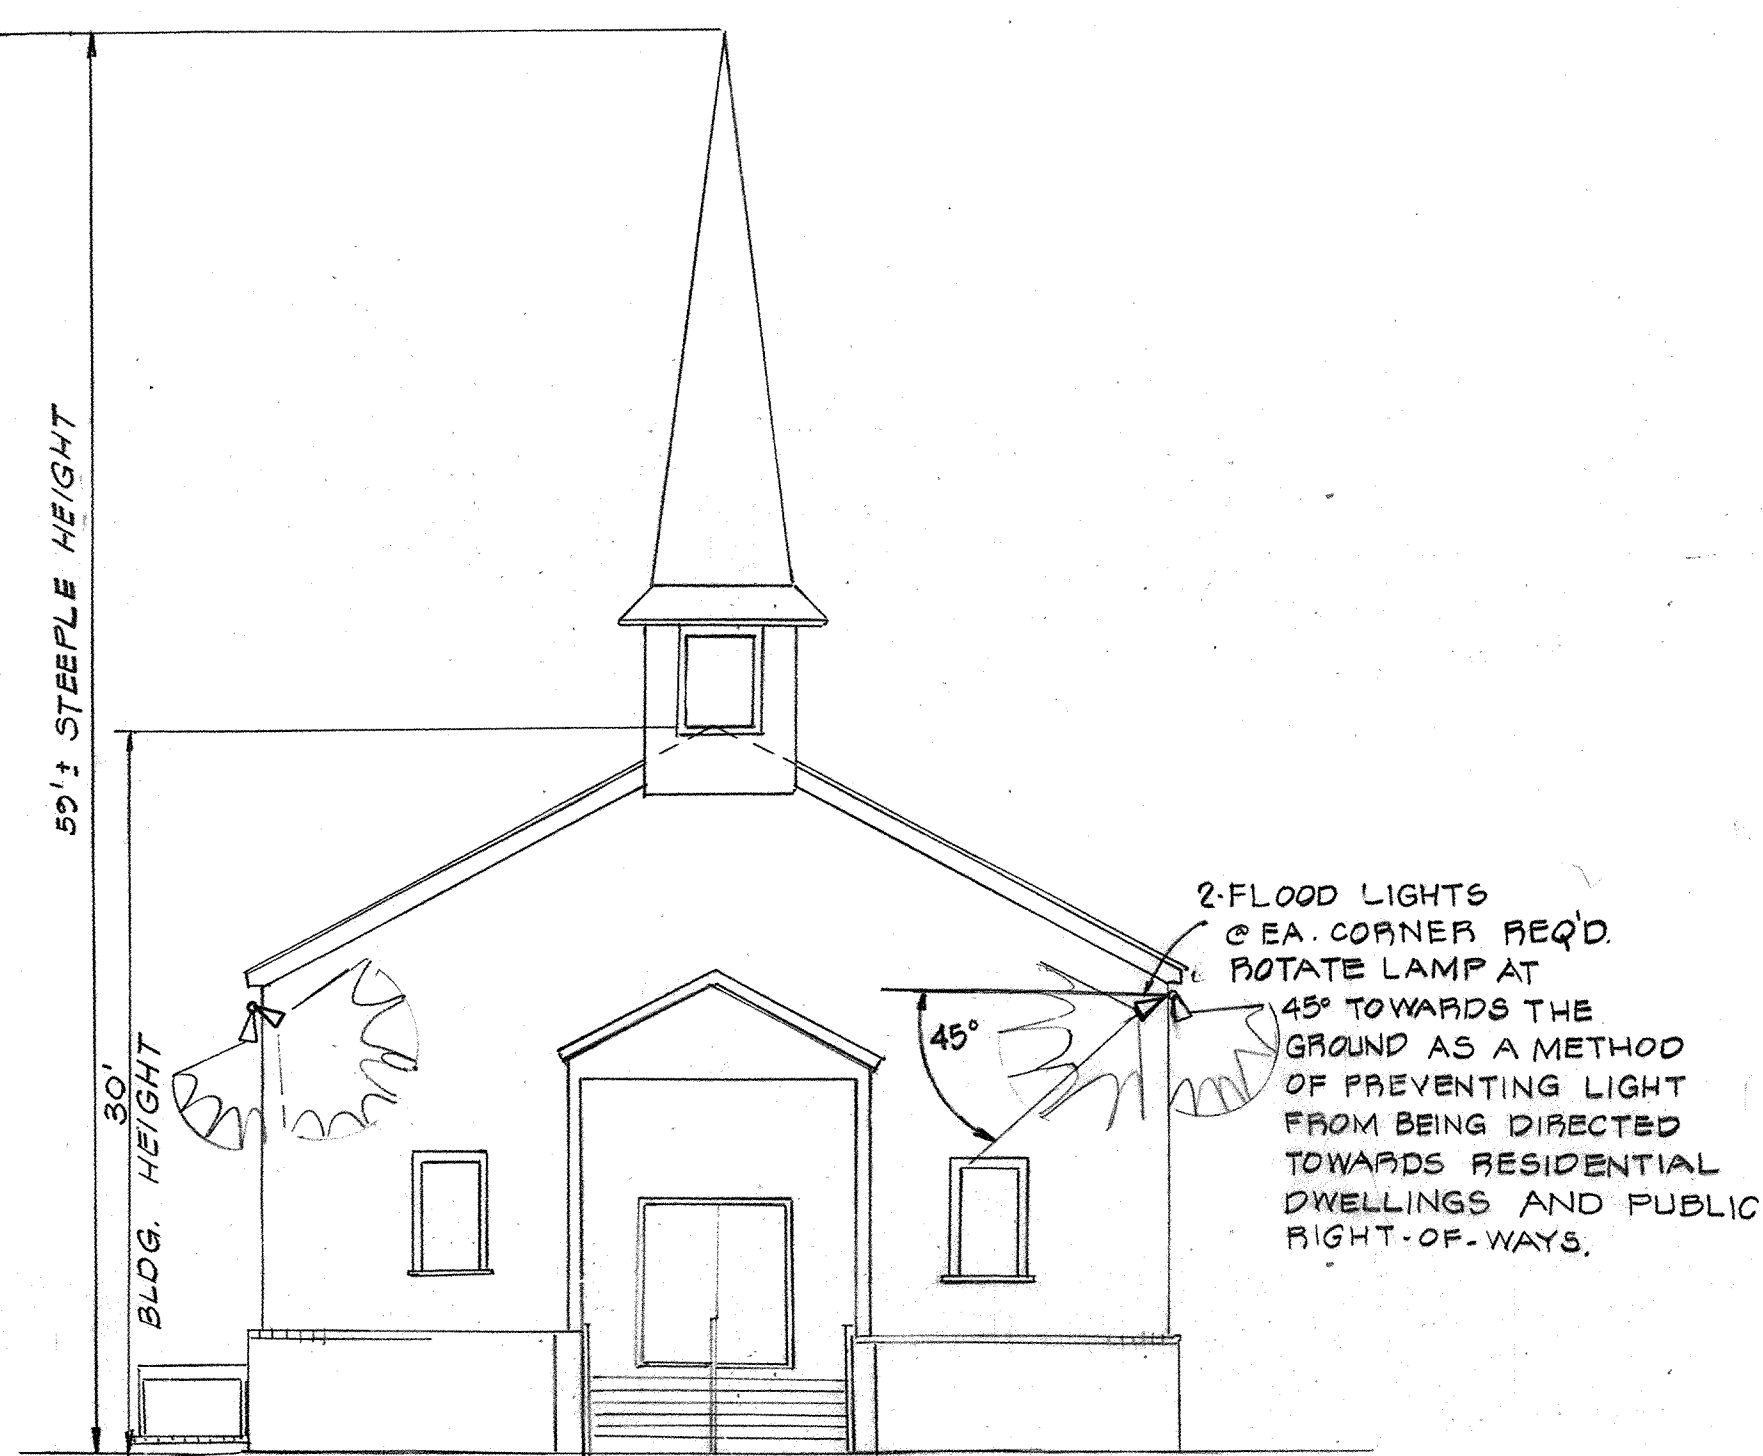 59'± STEEPLE HEIGHT
30'
BLDG. HEIGHT
2-FLOOD LIGHTS
@ EA. CORNER REQ'D.
ROTATE LAMP AT
45° TOWARDS THE
GROUND AS A METHOD
OF PREVENTING LIGHT
FROM BEING DIRECTED
TOWARDS RESIDENTIAL
DWELLINGS AND PUBLIC
RIGHT-OF-WAYS.
45°